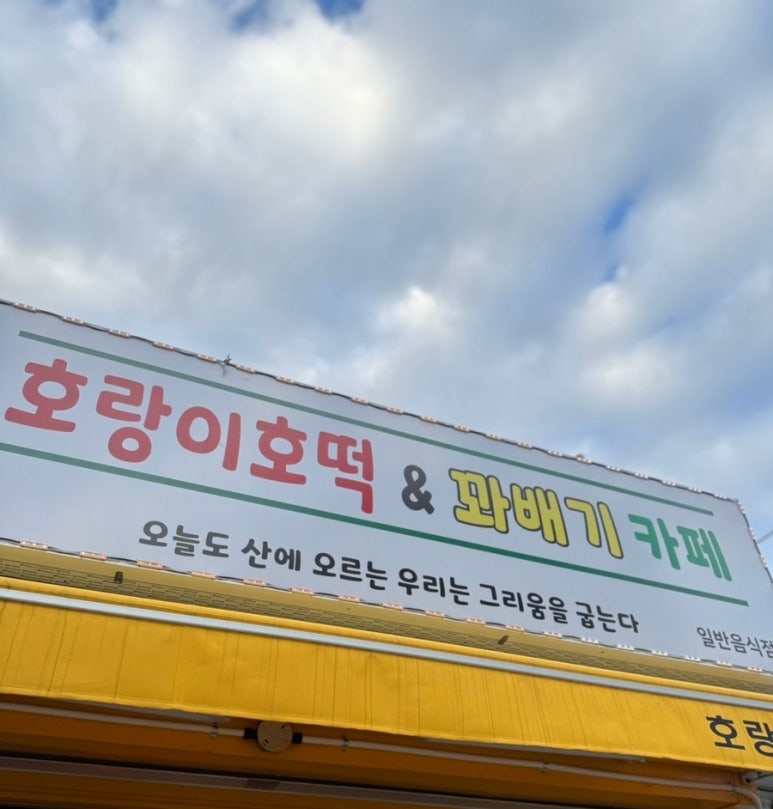 호랑이호떡 & 꽈배기 카페
오늘도 산에 오르는 우리는 그리움을 굽는다
일반음식점
호랑